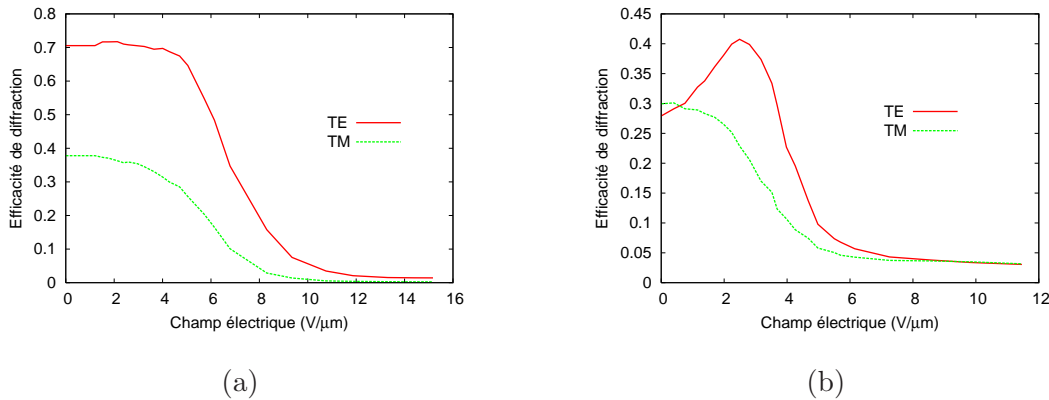 0.8
0.7
0.6
0.5
0.4
0.3
0.2
0.1
0
Efficacité de diffraction
TE
TM
0 2 4 6 8 10 12 14 16
Champ électrique (V/μm)
(a)
0.45
0.4
0.35
0.3
0.25
0.2
0.15
0.1
0.05
0
Efficacité de diffraction
TE
TM
0 2 4 6 8 10 12
Champ électrique (V/μm)
(b)